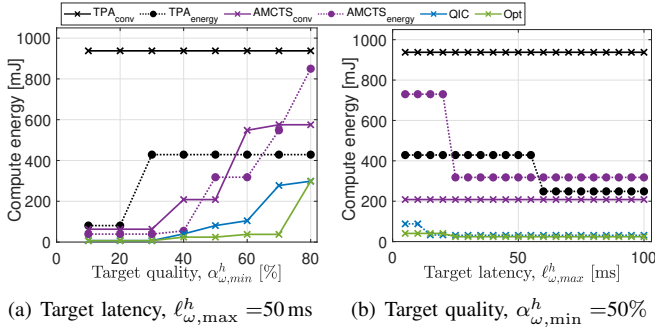 TPA_conv TPA_energy AMCTS_conv AMCTS_energy QIC Opt
Compute energy [mJ]
1000
800
600
400
200
0
20 40 60 80
Target quality, α^h_ω,min [%]
Compute energy [mJ]
1000
800
600
400
200
0
50 100
Target latency, ℓ^h_ω,max [ms]
(a) Target latency, ℓ^h_ω,max =50 ms
(b) Target quality, α^h_ω,min =50%